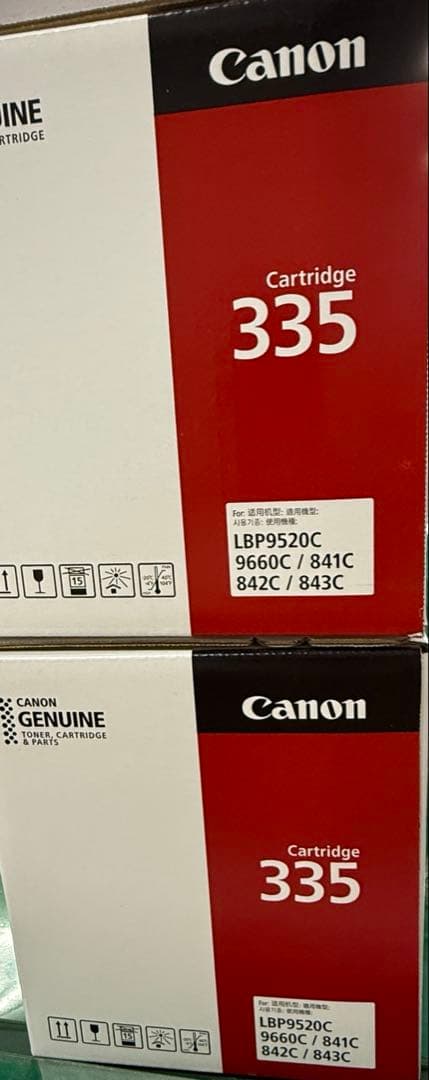 Canon
UINE
RTRIDGE
Cartridge
335
For: 适用机型: 適用機型:
사용기종: 使用機種:
LBP9520C
9660C / 841C
842C / 843C
15
CANON
GENUINE
TONER, CARTRIDGE
& PARTS
Canon
Cartridge
335
For: 适用机型: 適用機型:
사용기종: 使用機種:
LBP9520C
9660C / 841C
842C / 843C
15